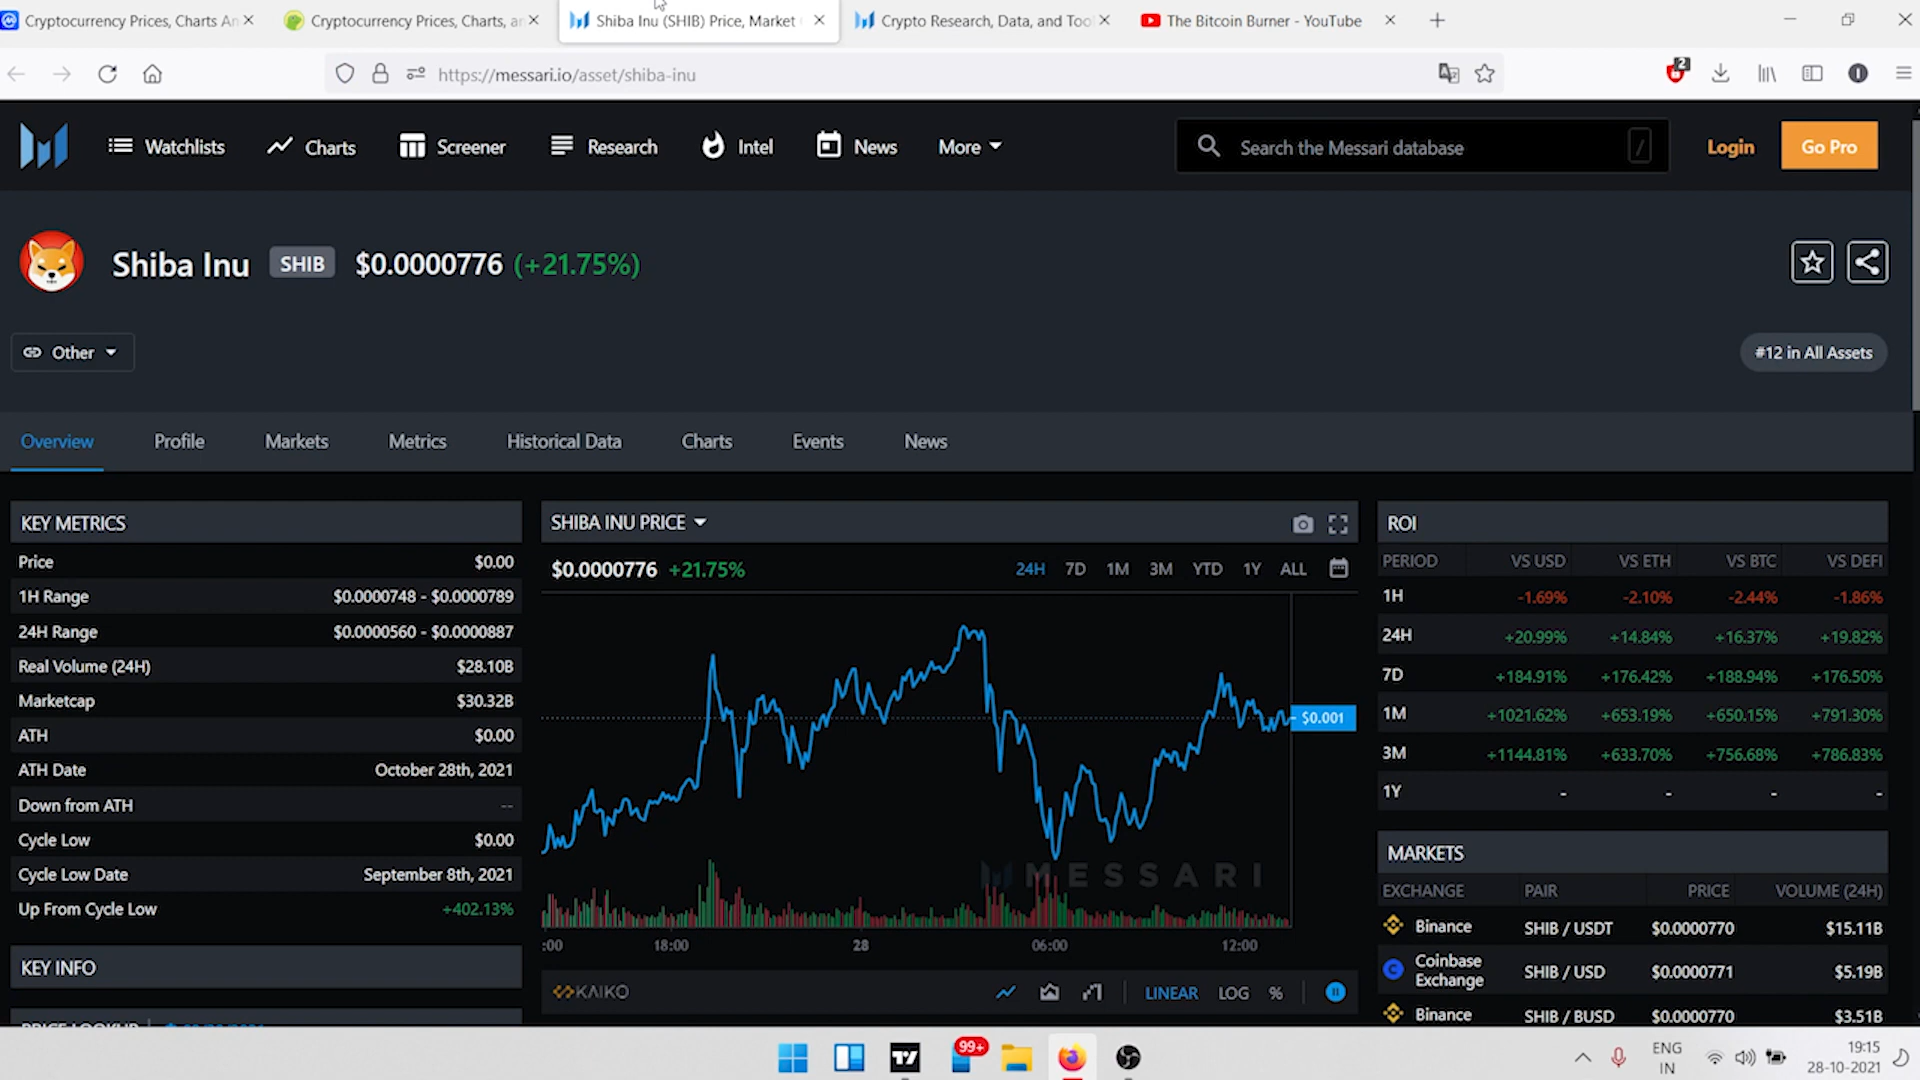 Cryptocurrency Prices, Charts An
Cryptocurrency Prices, Charts, an
Shiba Inu (SHIB) Price, Market
Crypto Research, Data, and Tool
The Bitcoin Burner - YouTube
https://messari.io/asset/shiba-inu
2
Watchlists
Charts
Screener
Research
Intel
News
More
Search the Messari database
/
Login
Go Pro
Shiba Inu
SHIB
$0.0000776 (+21.75%)
Other
#12 in All Assets
Overview
Profile
Markets
Metrics
Historical Data
Charts
Events
News
KEY METRICS
Price $0.00
1H Range $0.0000748 - $0.0000789
24H Range $0.0000560 - $0.0000887
Real Volume (24H) $28.10B
Marketcap $30.32B
ATH $0.00
ATH Date October 28th, 2021
Down from ATH --
Cycle Low $0.00
Cycle Low Date September 8th, 2021
Up From Cycle Low +402.13%
KEY INFO
SHIBA INU PRICE
$0.0000776 +21.75%
24H 7D 1M 3M YTD 1Y ALL
$0.001
MESSARI
:00 18:00 28 06:00 12:00
KAIKO
LINEAR LOG %
ROI
PERIOD VS USD VS ETH VS BTC VS DEFI
1H -1.69% -2.10% -2.44% -1.86%
24H +20.99% +14.84% +16.37% +19.82%
7D +184.91% +176.42% +188.94% +176.50%
1M +1021.62% +653.19% +650.15% +791.30%
3M +1144.81% +633.70% +756.68% +786.83%
1Y - - - -
MARKETS
EXCHANGE PAIR PRICE VOLUME (24H)
Binance SHIB / USDT $0.0000770 $15.11B
Coinbase Exchange SHIB / USD $0.0000771 $5.19B
Binance SHIB / BUSD $0.0000770 $3.51B
99+
ENG
IN
19:15
28-10-2021